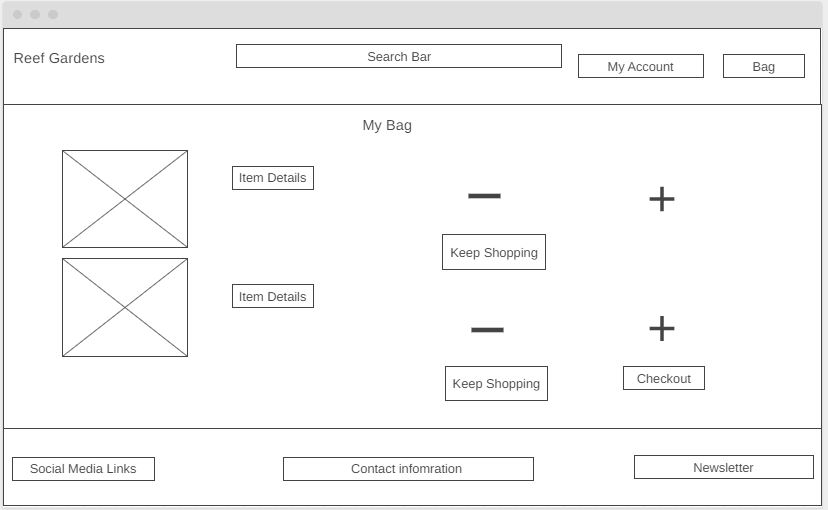 Reef Gardens
Search Bar
My Account
Bag
My Bag
Item Details
Keep Shopping
Item Details
Keep Shopping
Checkout
Social Media Links
Contact infomration
Newsletter